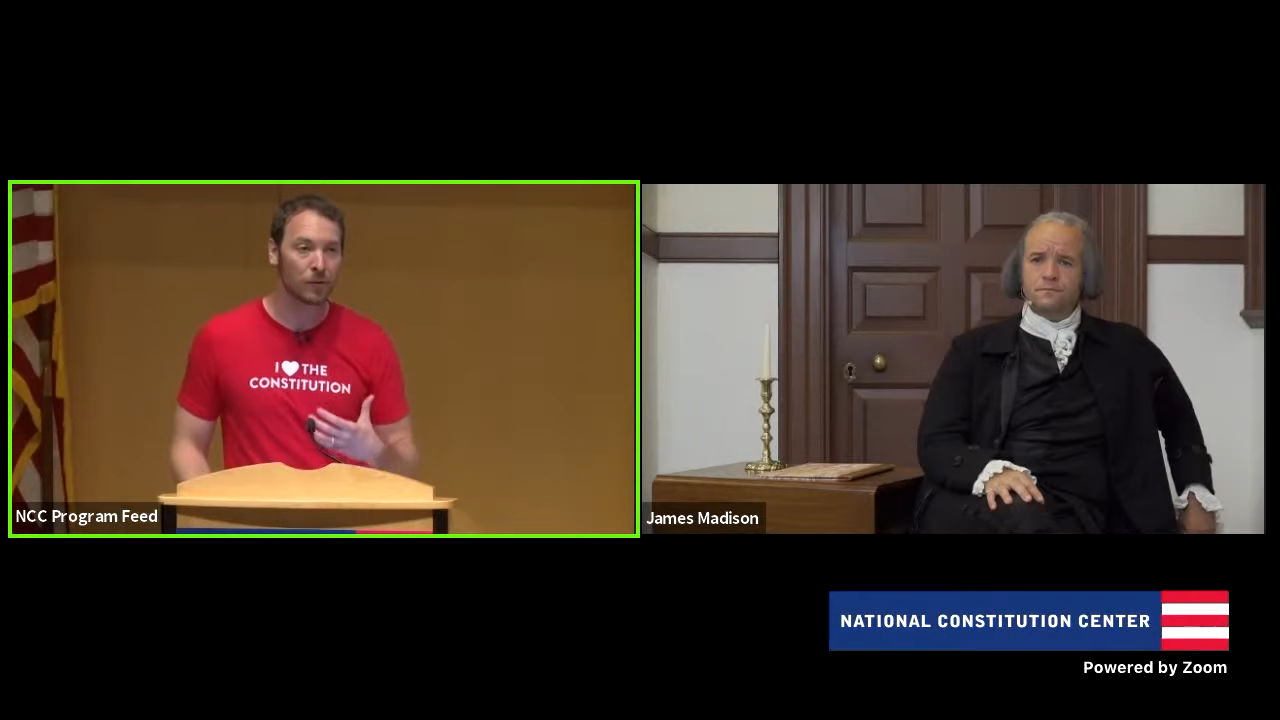 I ♥ THE
CONSTITUTION
NCC Program Feed
James Madison
NATIONAL CONSTITUTION CENTER
Powered by Zoom